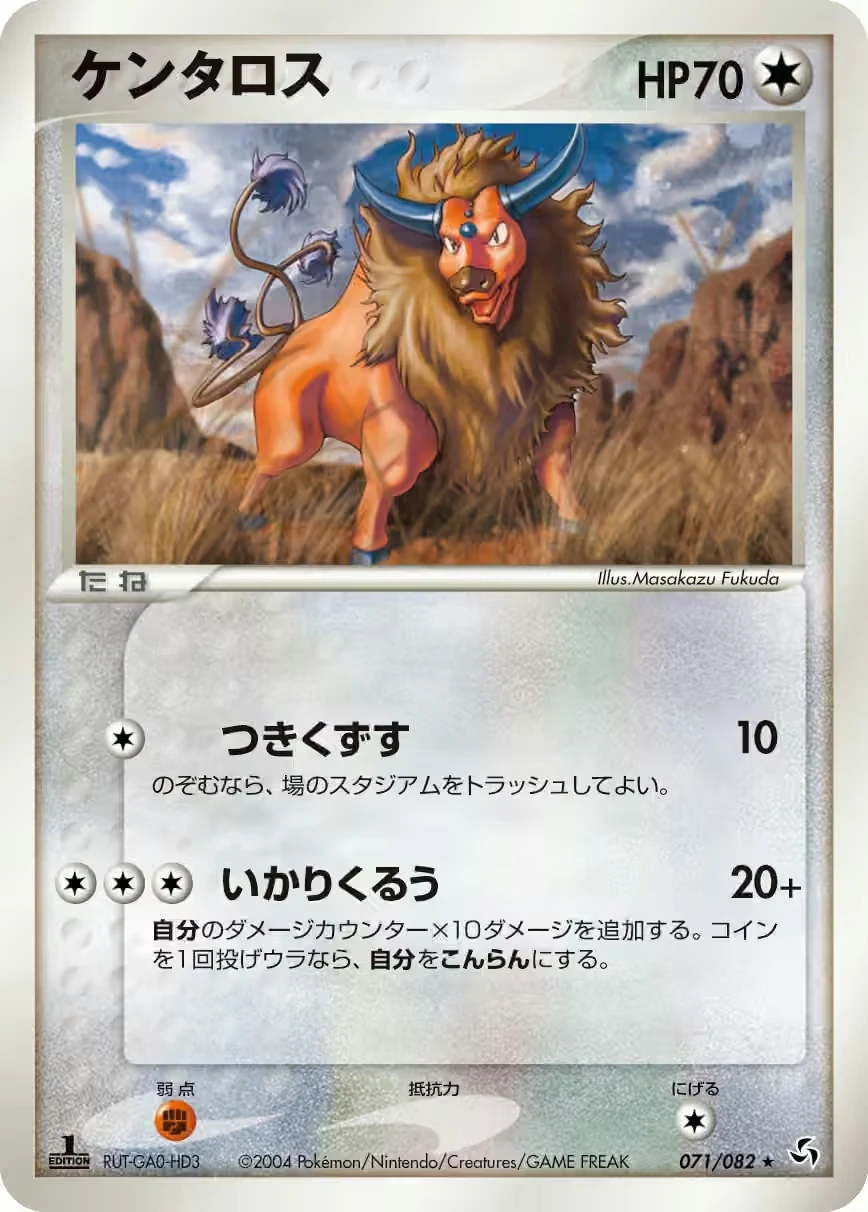 ケンタロス HP70
たね Illus.Masakazu Fukuda
つきくずす 10
のぞむなら、場のスタジアムをトラッシュしてよい。
いかりくるう 20+
自分のダメージカウンター×10ダメージを追加する。コイン
を1回投げウラなら、自分をこんらんにする。
弱点 抵抗力 にげる
1 EDITION RUT-GA0-HD3 ©2004 Pokémon/Nintendo/Creatures/GAME FREAK 071/082 ★